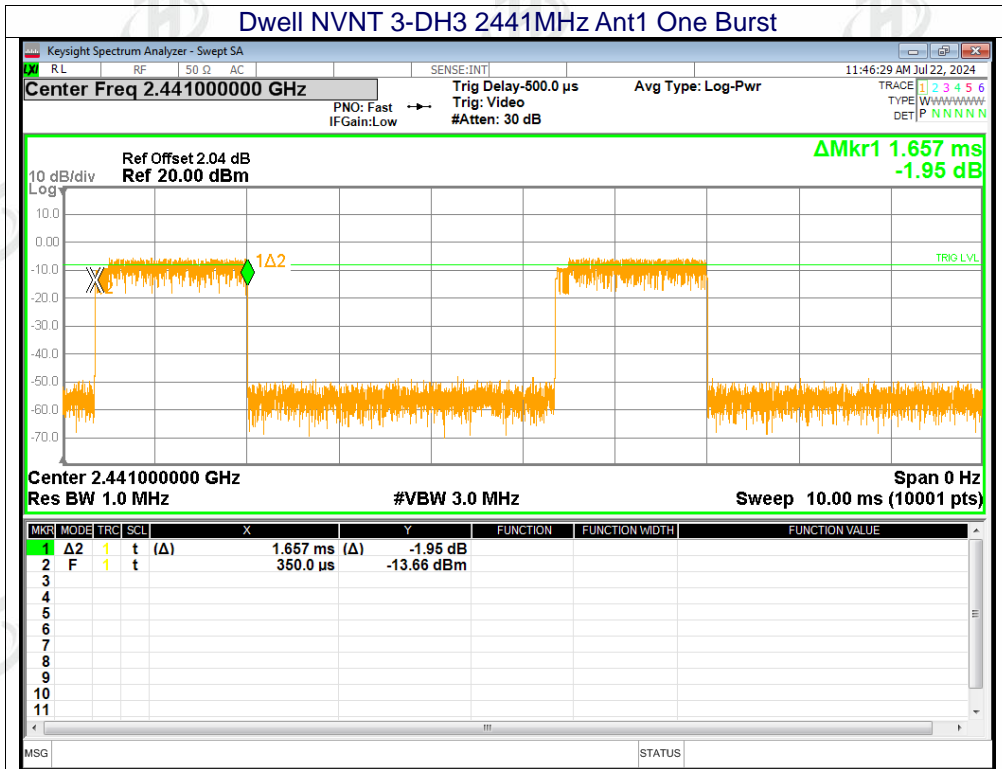 Dwell NVNT 3-DH3 2441MHz Ant1 One Burst
Keysight Spectrum Analyzer - Swept SA
LXI RL RF 50 Ω AC SENSE:INT 11:46:29 AM Jul 22, 2024
Center Freq 2.441000000 GHz Trig Delay-500.0 µs Avg Type: Log-Pwr TRACE 1 2 3 4 5 6
PNO: Fast Trig: Video TYPE WWWWWWW
IFGain:Low #Atten: 30 dB DET P N N N N N
ΔMkr1 1.657 ms
-1.95 dB
Ref Offset 2.04 dB
10 dB/div Ref 20.00 dBm
Log
10.0
0.00
-10.0
-20.0
-30.0
-40.0
-50.0
-60.0
-70.0
1Δ2
2
TRIG LVL
Center 2.441000000 GHz Span 0 Hz
Res BW 1.0 MHz #VBW 3.0 MHz Sweep 10.00 ms (10001 pts)
MKR MODE TRC SCL X Y FUNCTION FUNCTION WIDTH FUNCTION VALUE
1 Δ2 1 t (Δ) 1.657 ms (Δ) -1.95 dB
2 F 1 t 350.0 µs -13.66 dBm
3
4
5
6
7
8
9
10
11
MSG STATUS